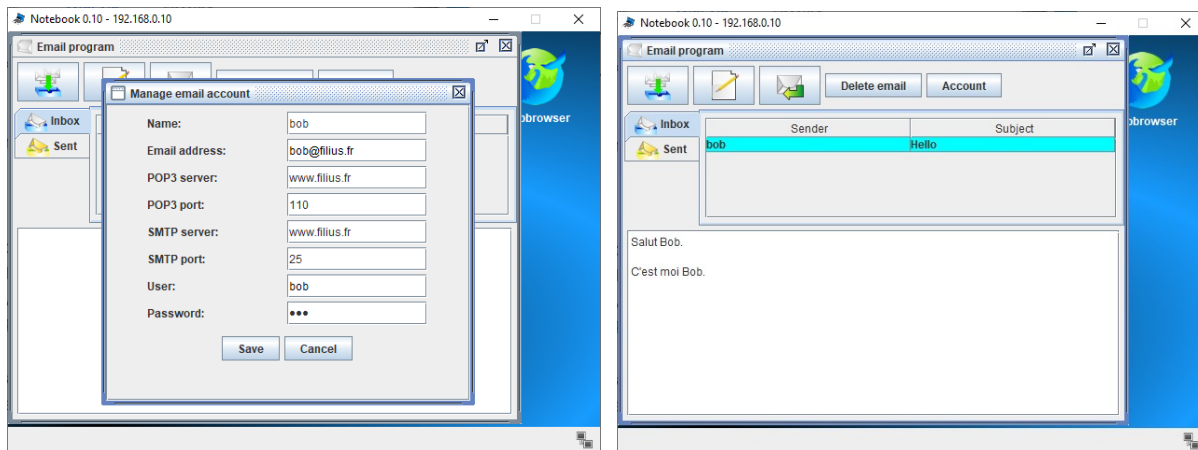 Notebook 0.10 - 192.168.0.10
Email program
Manage email account
Inbox
Sent
Name: bob
Email address: bob@filius.fr
POP3 server: www.filius.fr
POP3 port: 110
SMTP server: www.filius.fr
SMTP port: 25
User: bob
Password: •••
Save Cancel
obrowser
Notebook 0.10 - 192.168.0.10
Email program
Delete email Account
Inbox
Sent
Sender Subject
bob Hello
Salut Bob.
C'est moi Bob.
obrowser